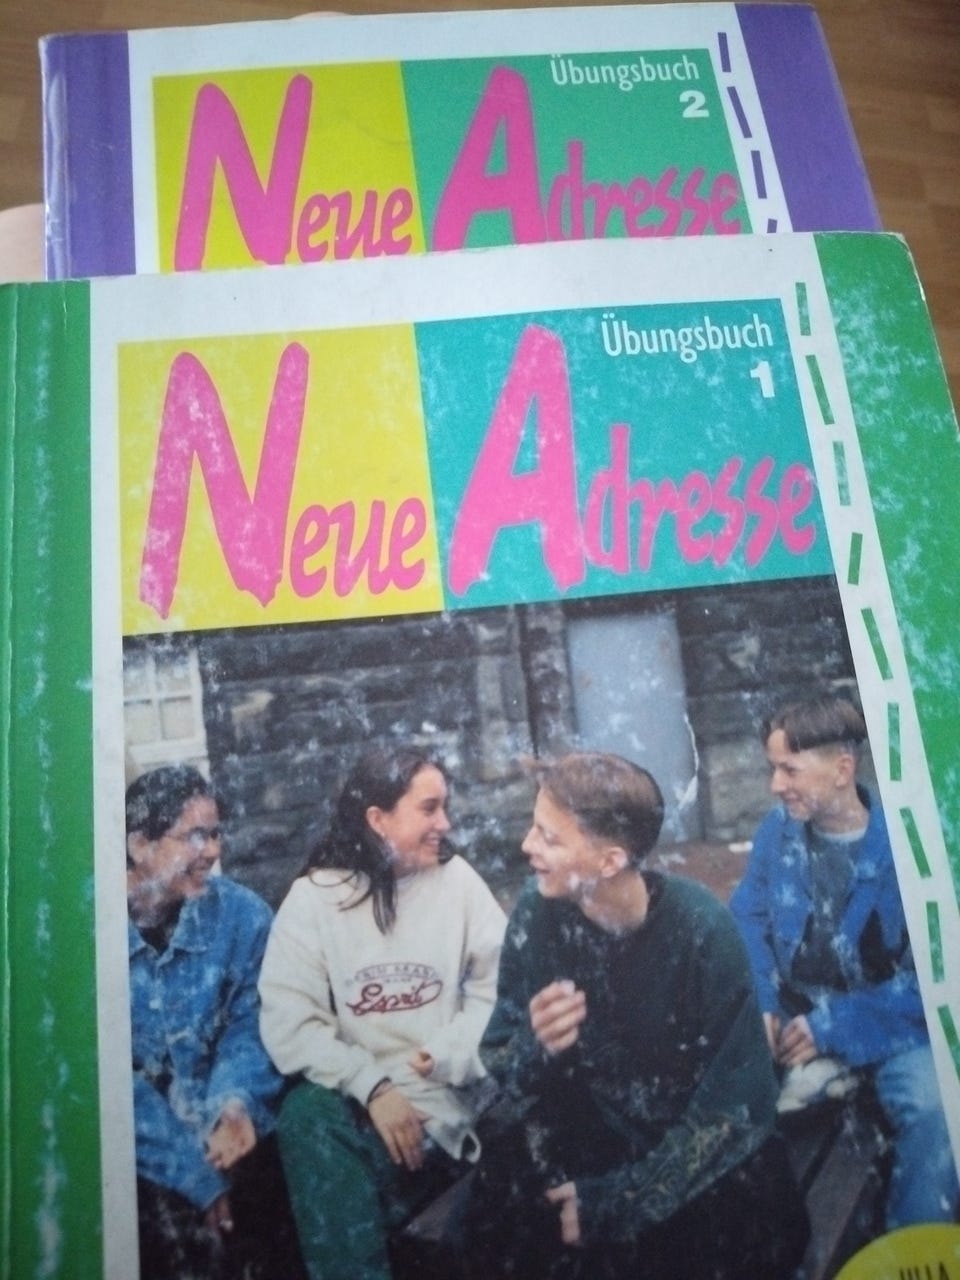 Übungsbuch
2
Neue Adresse
Übungsbuch
1
Neue Adresse
Esprit